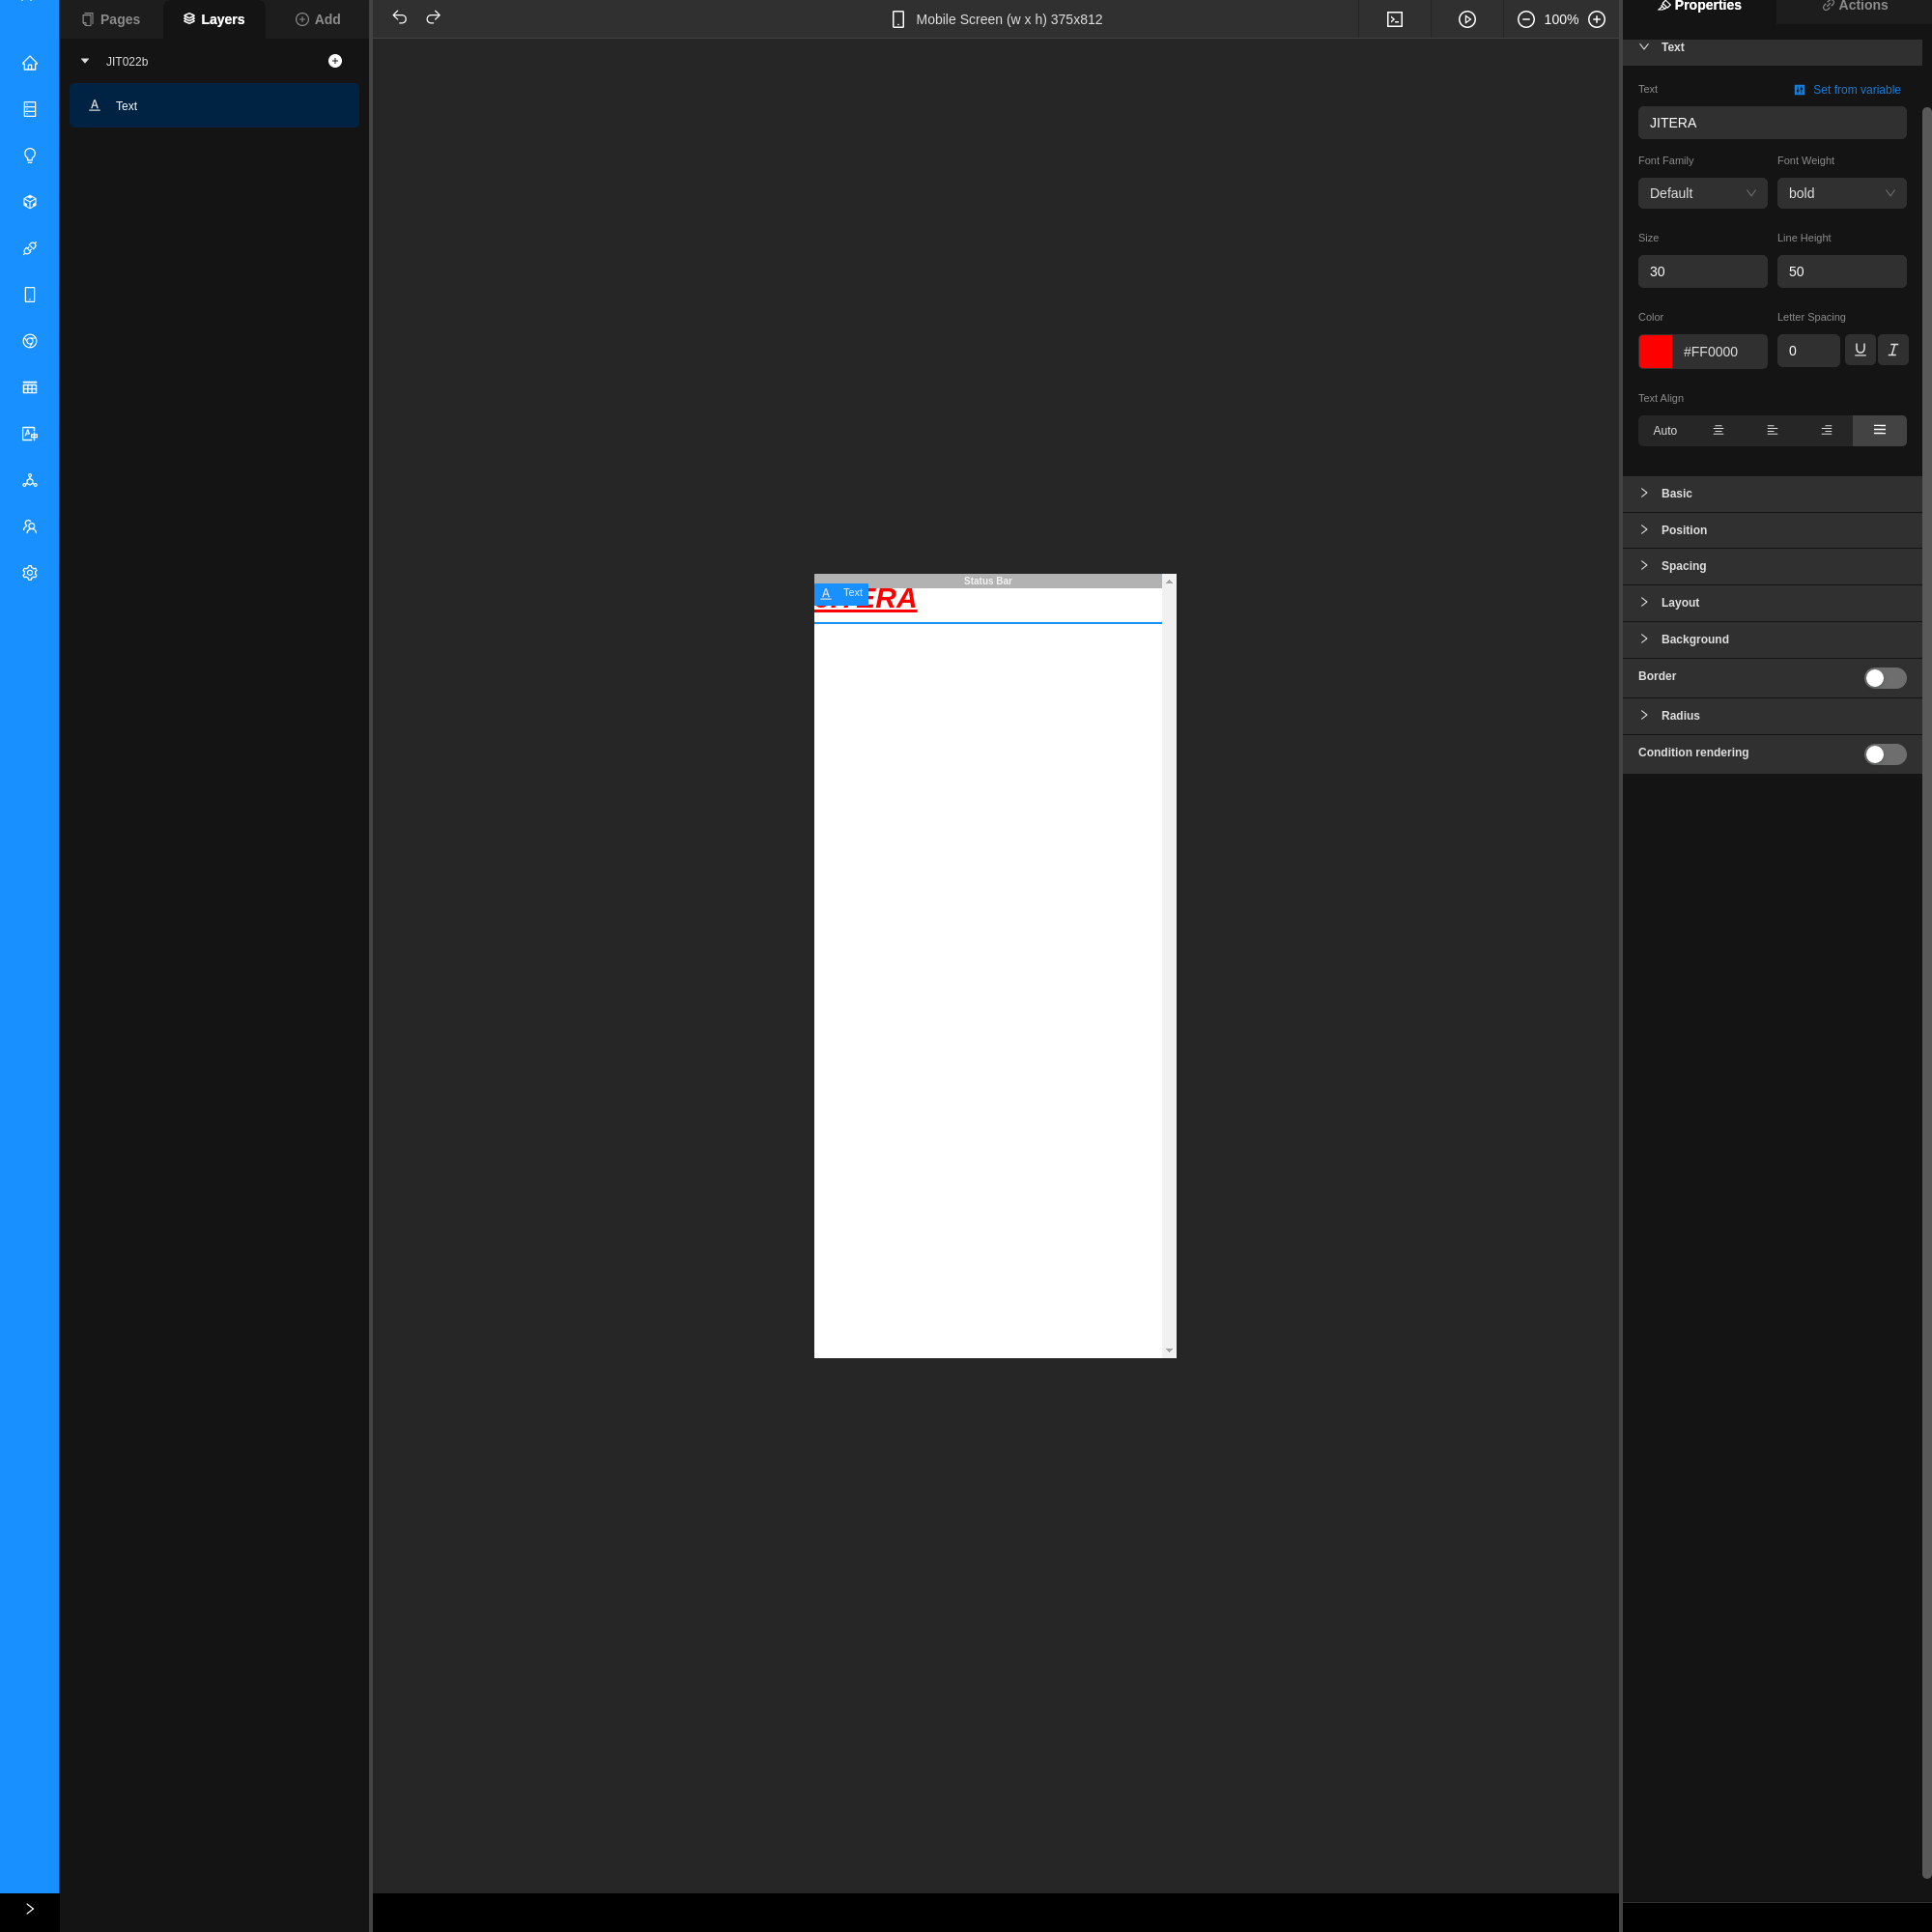 Pages
Layers
Add
JIT022b
Text
Mobile Screen (w x h) 375x812
100%
Status Bar
Text
ERA
Properties
Actions
Text
Text
Set from variable
JITERA
Font Family
Font Weight
Default
bold
Size
Line Height
30
50
Color
Letter Spacing
#FF0000
0
Text Align
Auto
Basic
Position
Spacing
Layout
Background
Border
Radius
Condition rendering